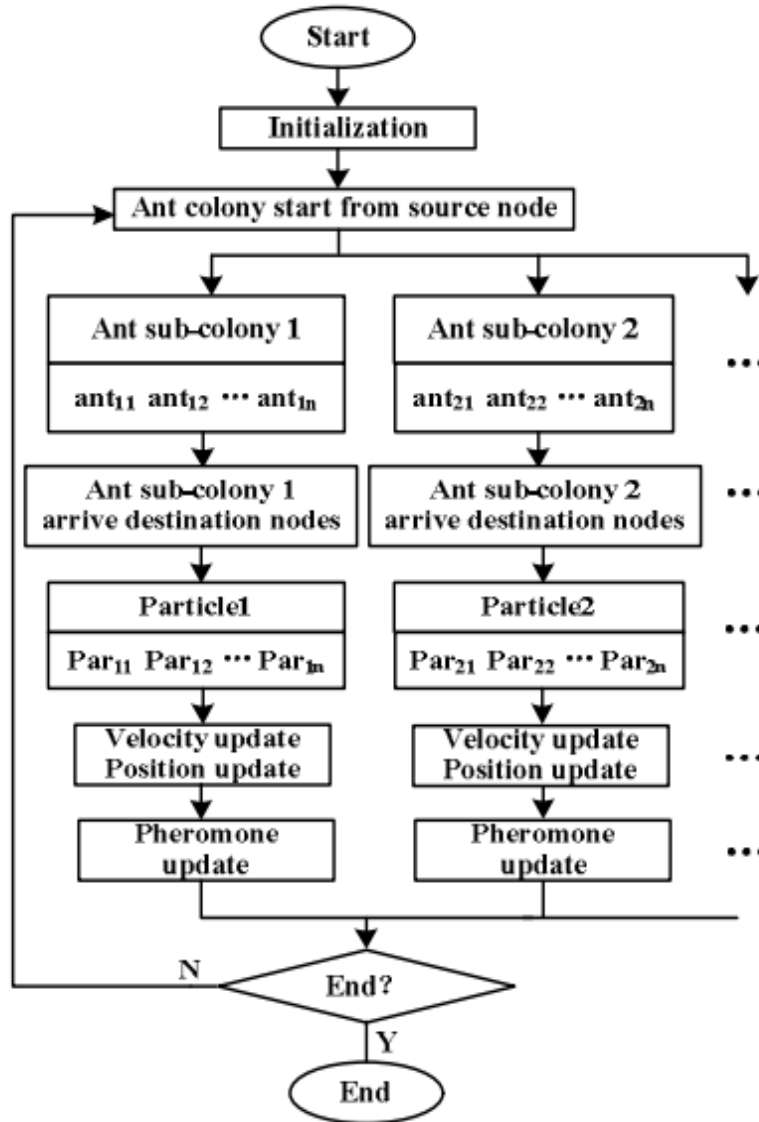 Start
Initialization
Ant colony start from source node
Ant sub-colony 1
ant₁₁ ant₁₂ ··· ant₁ₙ
Ant sub-colony 2
ant₂₁ ant₂₂ ··· ant₂ₙ
···
Ant sub-colony 1
arrive destination nodes
Ant sub-colony 2
arrive destination nodes
···
Particle1
Par₁₁ Par₁₂ ··· Par₁ₙ
Particle2
Par₂₁ Par₂₂ ··· Par₂ₙ
···
Velocity update
Position update
Velocity update
Position update
···
Pheromone
update
Pheromone
update
···
N
End?
Y
End